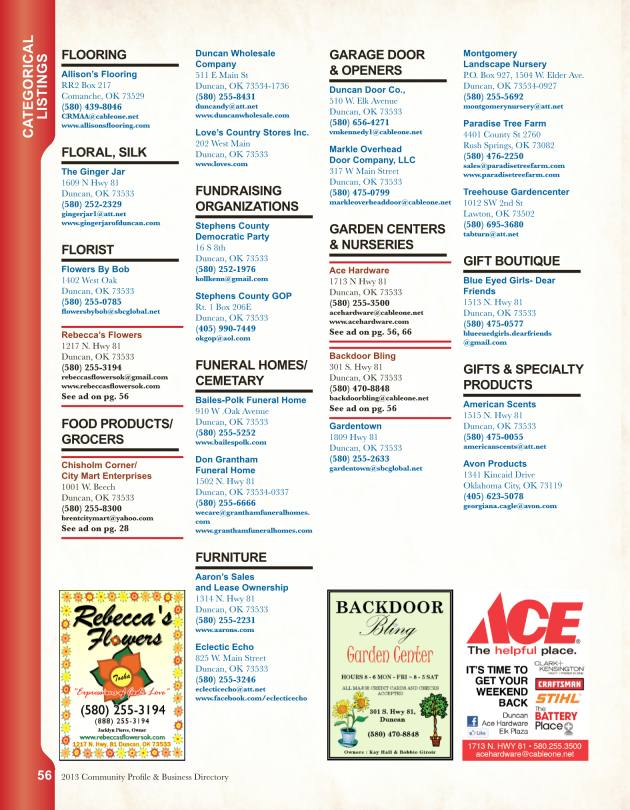 CATEGORICAL
LISTINGS
FLOORING
Allison's Flooring
RR2 Box 217
Comanche, OK 73529
(580) 439-8046
CRMAA@cableone.net
www.allisonsflooring.com
FLORAL, SILK
The Ginger Jar
1609 N Hwy 81
Duncan, OK 73533
(580) 252-2329
gingerjar1@att.net
www.gingerjarofduncan.com
FLORIST
Flowers By Bob
1402 West Oak
Duncan, OK 73533
(580) 255-0785
flowersbybob@sbcglobal.net
Rebecca's Flowers
1217 N. Hwy 81
Duncan, OK 73533
(580) 255-3194
rebeccasflowersok@gmail.com
www.rebeccasflowersok.com
See ad on pg. 56
FOOD PRODUCTS/
GROCERS
Chisholm Corner/
City Mart Enterprises
1001 W. Beech
Duncan, OK 73533
(580) 255-8300
brentcitymart@yahoo.com
See ad on pg. 28
Duncan Wholesale
Company
511 E Main St
Duncan, OK 73534-1736
(580) 255-8431
duncandy@att.net
www.duncanwholesale.com
Love's Country Stores Inc.
202 West Main
Duncan, OK 73533
www.loves.com
FUNDRAISING
ORGANIZATIONS
Stephens County
Democratic Party
16 S 8th
Duncan, OK 73533
(580) 252-1976
kollkenn@gmail.com
Stephens County GOP
Rt. 1 Box 206E
Duncan, OK 73533
(405) 990-7449
okgop@aol.com
FUNERAL HOMES/
CEMETARY
Bailes-Polk Funeral Home
910 W .Oak Avenue
Duncan, OK 73533
(580) 255-5252
www.bailespolk.com
Don Grantham
Funeral Home
1502 N. Hwy 81
Duncan, OK 73534-0337
(580) 255-6666
wecare@granthamfuneralhomes.
com
www.granthamfuneralhomes.com
FURNITURE
Aaron's Sales
and Lease Ownership
1314 N. Hwy 81
Duncan, OK 73533
(580) 255-2231
www.aarons.com
Eclectic Echo
825 W. Main Street
Duncan, OK 73533
(580) 255-3246
eclecticecho@att.net
www.facebook.com/eclecticecho
GARAGE DOOR
& OPENERS
Duncan Door Co.,
510 W. Elk Avenue
Duncan, OK 73533
(580) 656-4271
vmkennedy1@cableone.net
Markle Overhead
Door Company, LLC
317 W Main Street
Duncan, OK 73533
(580) 475-0799
markleoverheaddoor@cableone.net
GARDEN CENTERS
& NURSERIES
Ace Hardware
1713 N Hwy 81
Duncan, OK 73533
(580) 255-3500
acehardware@cableone.net
www.acehardware.com
See ad on pgs. 56, 66
Backdoor Bling
301 S. Hwy 81
Duncan, OK 73533
(580) 470-8848
backdoorbling@cableone.net
See ad on pg. 56
Gardentown
1809 Hwy 81
Duncan, OK 73533
(580) 255-2633
gardentown@sbcglobal.net
Montgomery
Landscape Nursery
P.O. Box 927, 1504 W. Elder Ave.
Duncan, OK 73534-0927
(580) 255-5692
montgomerynursery@att.net
Paradise Tree Farm
4401 County St 2760
Rush Springs, OK 73082
(580) 476-2250
sales@paradisetreefarm.com
www.paradisetreefarm.com
Treehouse Gardencenter
1012 SW 2nd St
Lawton, OK 73502
(580) 695-3680
tabturn@att.net
GIFT BOUTIQUE
Blue Eyed Girls- Dear
Friends
1513 N. Hwy 81
Duncan, OK 73533
(580) 475-0577
blueeuedgirls.dearfriends
@gmail.com
GIFTS & SPECIALTY
PRODUCTS
American Scents
1515 N. Hwy 81
Duncan, OK 73533
(580) 475-0055
americanscents@att.net
Avon Products
1341 Kincaid Drive
Oklahoma City, OK 73119
(405) 623-5078
georgiana.cagle@avon.com
Rebecca's
Flowers
Tosha
"Expressions of God's Love"
(580) 255-3194
(888) 255-3194
Jacklyn Pierce, Owner
www.rebeccasflowersok.com
1217 N. Hwy. 81 Duncan, OK 73533
BACKDOOR
Bling
Garden Center
HOURS 8 - 6 MON - FRI ~ 8 - 5 SAT
ALL MAJOR CREDIT CARDS AND CHECKS
ACCEPTED
301 S. Hwy 81,
Duncan
(580) 470-8848
Owners : Kay Hall & Bobbie Giroir
ACE
The helpful place.
IT'S TIME TO
GET YOUR
WEEKEND
BACK
CLARK+
KENSINGTON
CRAFTSMAN
STIHL
The
BATTERY
Place+
f
Like
Duncan
Ace Hardware
Elk Plaza
1713 N. HWY 81 • 580.255.3500
acehardware@cableone.net
56 2013 Community Profile & Business Directory